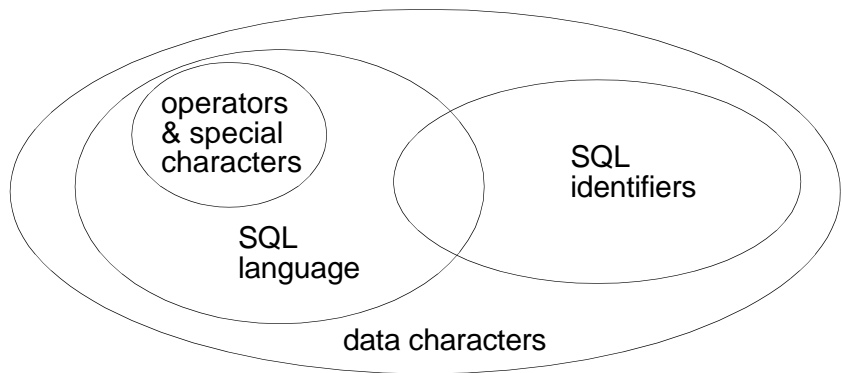 operators
& special
characters
SQL
identifiers
SQL
language
data characters